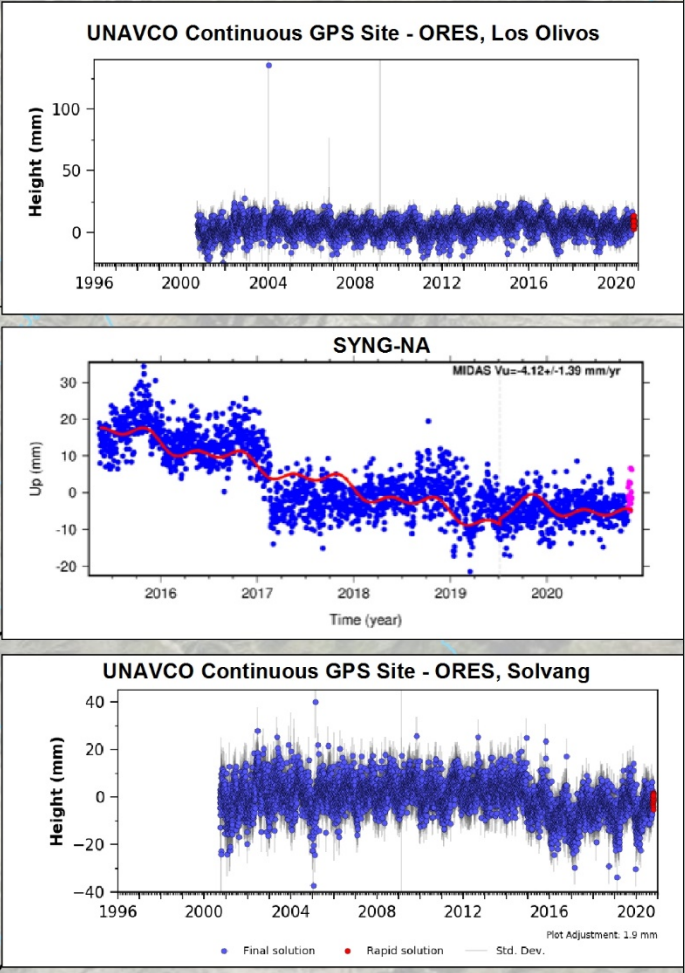 UNAVCO Continuous GPS Site - ORES, Los Olivos
Height (mm)
100
50
0
1996 2000 2004 2008 2012 2016 2020
SYNG-NA
MIDAS Vu=-4.12+/-1.39 mm/yr
Up (mm)
30
20
10
0
-10
-20
2016 2017 2018 2019 2020
Time (year)
UNAVCO Continuous GPS Site - ORES, Solvang
Height (mm)
40
20
0
−20
−40
1996 2000 2004 2008 2012 2016 2020
Plot Adjustment: 1.9 mm
Final solution Rapid solution Std. Dev.